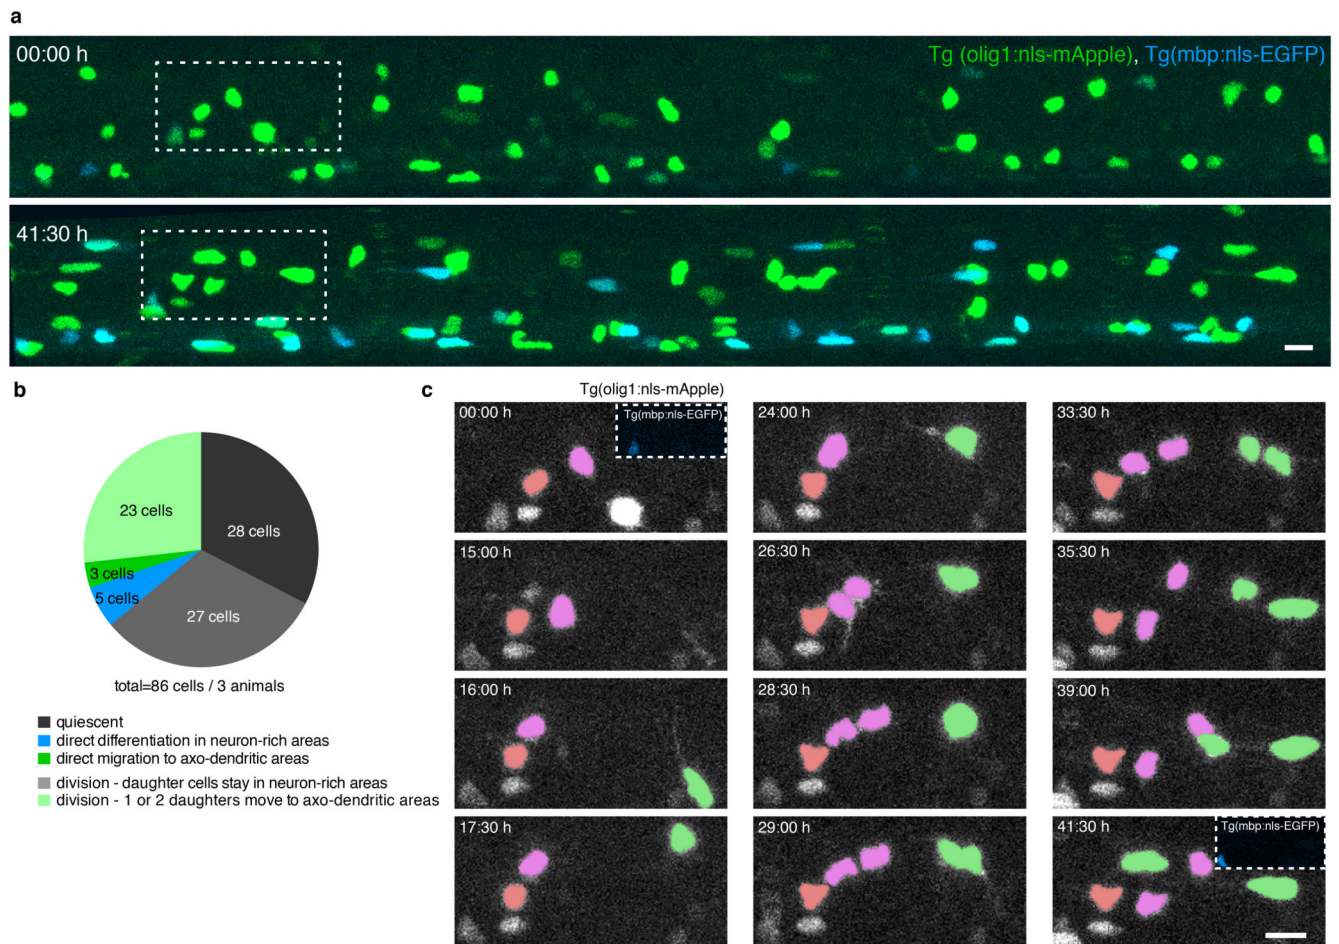 a
00:00 h
Tg (olig1:nls-mApple), Tg(mbp:nls-EGFP)
41:30 h
b
23 cells
28 cells
3 cells
5 cells
27 cells
total=86 cells / 3 animals
quiescent
direct differentiation in neuron-rich areas
direct migration to axo-dendritic areas
division - daughter cells stay in neuron-rich areas
division - 1 or 2 daughters move to axo-dendritic areas
c
Tg(olig1:nls-mApple)
00:00 h
Tg(mbp:nls-EGFP)
15:00 h
16:00 h
17:30 h
24:00 h
26:30 h
28:30 h
29:00 h
33:30 h
35:30 h
39:00 h
41:30 h
Tg(mbp:nls-EGFP)